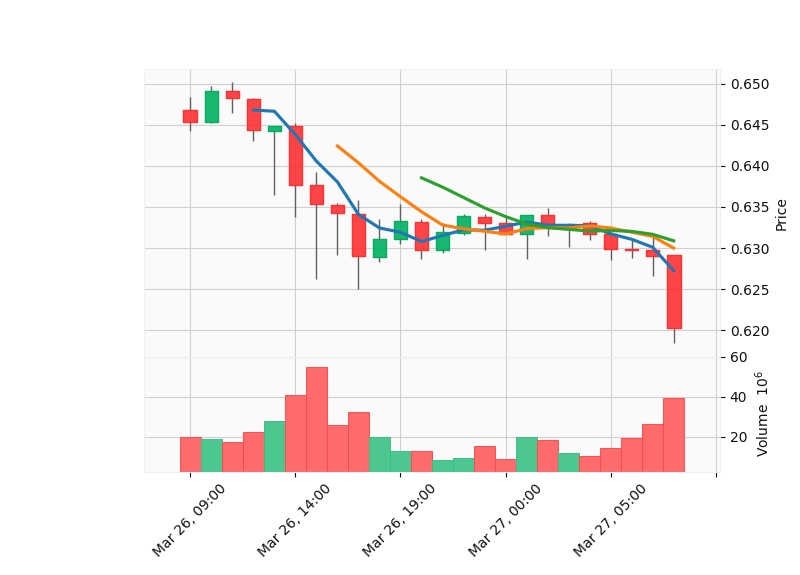 0.650
0.645
0.640
0.635
0.630
0.625
0.620
Price
60
40
20
Volume 10^6
Mar 26, 09:00
Mar 26, 14:00
Mar 26, 19:00
Mar 27, 00:00
Mar 27, 05:00